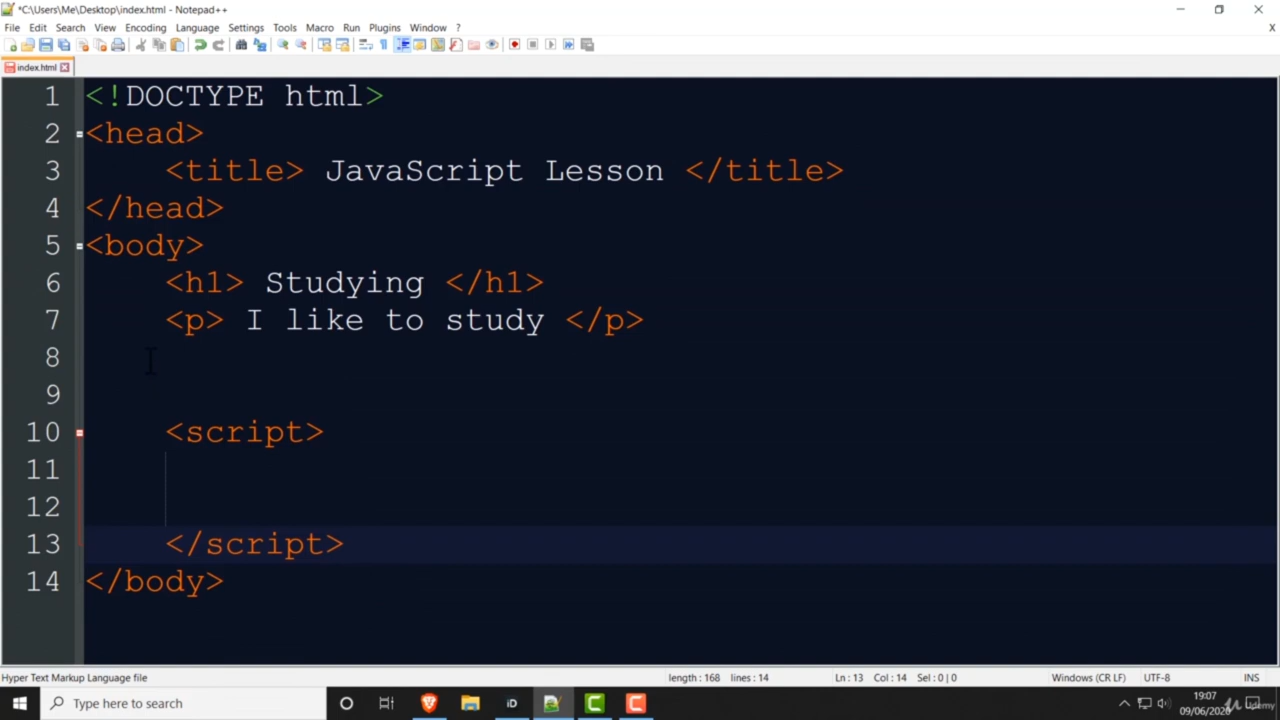 *C:\Users\Me\Desktop\index.html - Notepad++
File Edit Search View Encoding Language Settings Tools Macro Run Plugins Window ?
X
index.html
1 <!DOCTYPE html>
2 <head>
3 <title> JavaScript Lesson </title>
4 </head>
5 <body>
6 <h1> Studying </h1>
7 <p> I like to study </p>
8
9
10 <script>
11
12
13 </script>
14 </body>
Hyper Text Markup Language file length : 168 lines : 14 Ln : 13 Col : 14 Sel : 0 | 0 Windows (CR LF) UTF-8 INS
Type here to search
iD
19:07
09/06/2020
Udemy